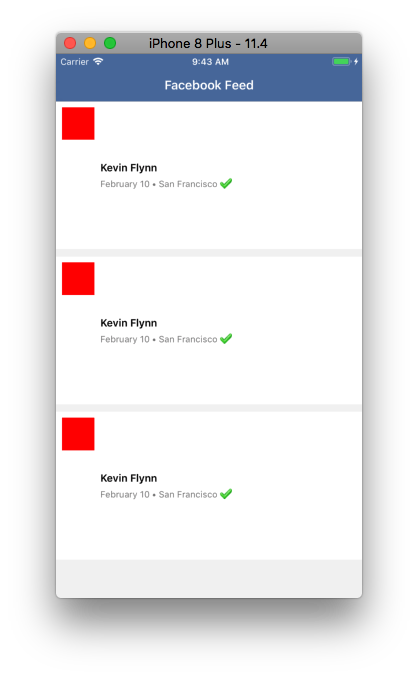 iPhone 8 Plus - 11.4
Carrier 9:43 AM
Facebook Feed
Kevin Flynn
February 10 • San Francisco
Kevin Flynn
February 10 • San Francisco
Kevin Flynn
February 10 • San Francisco